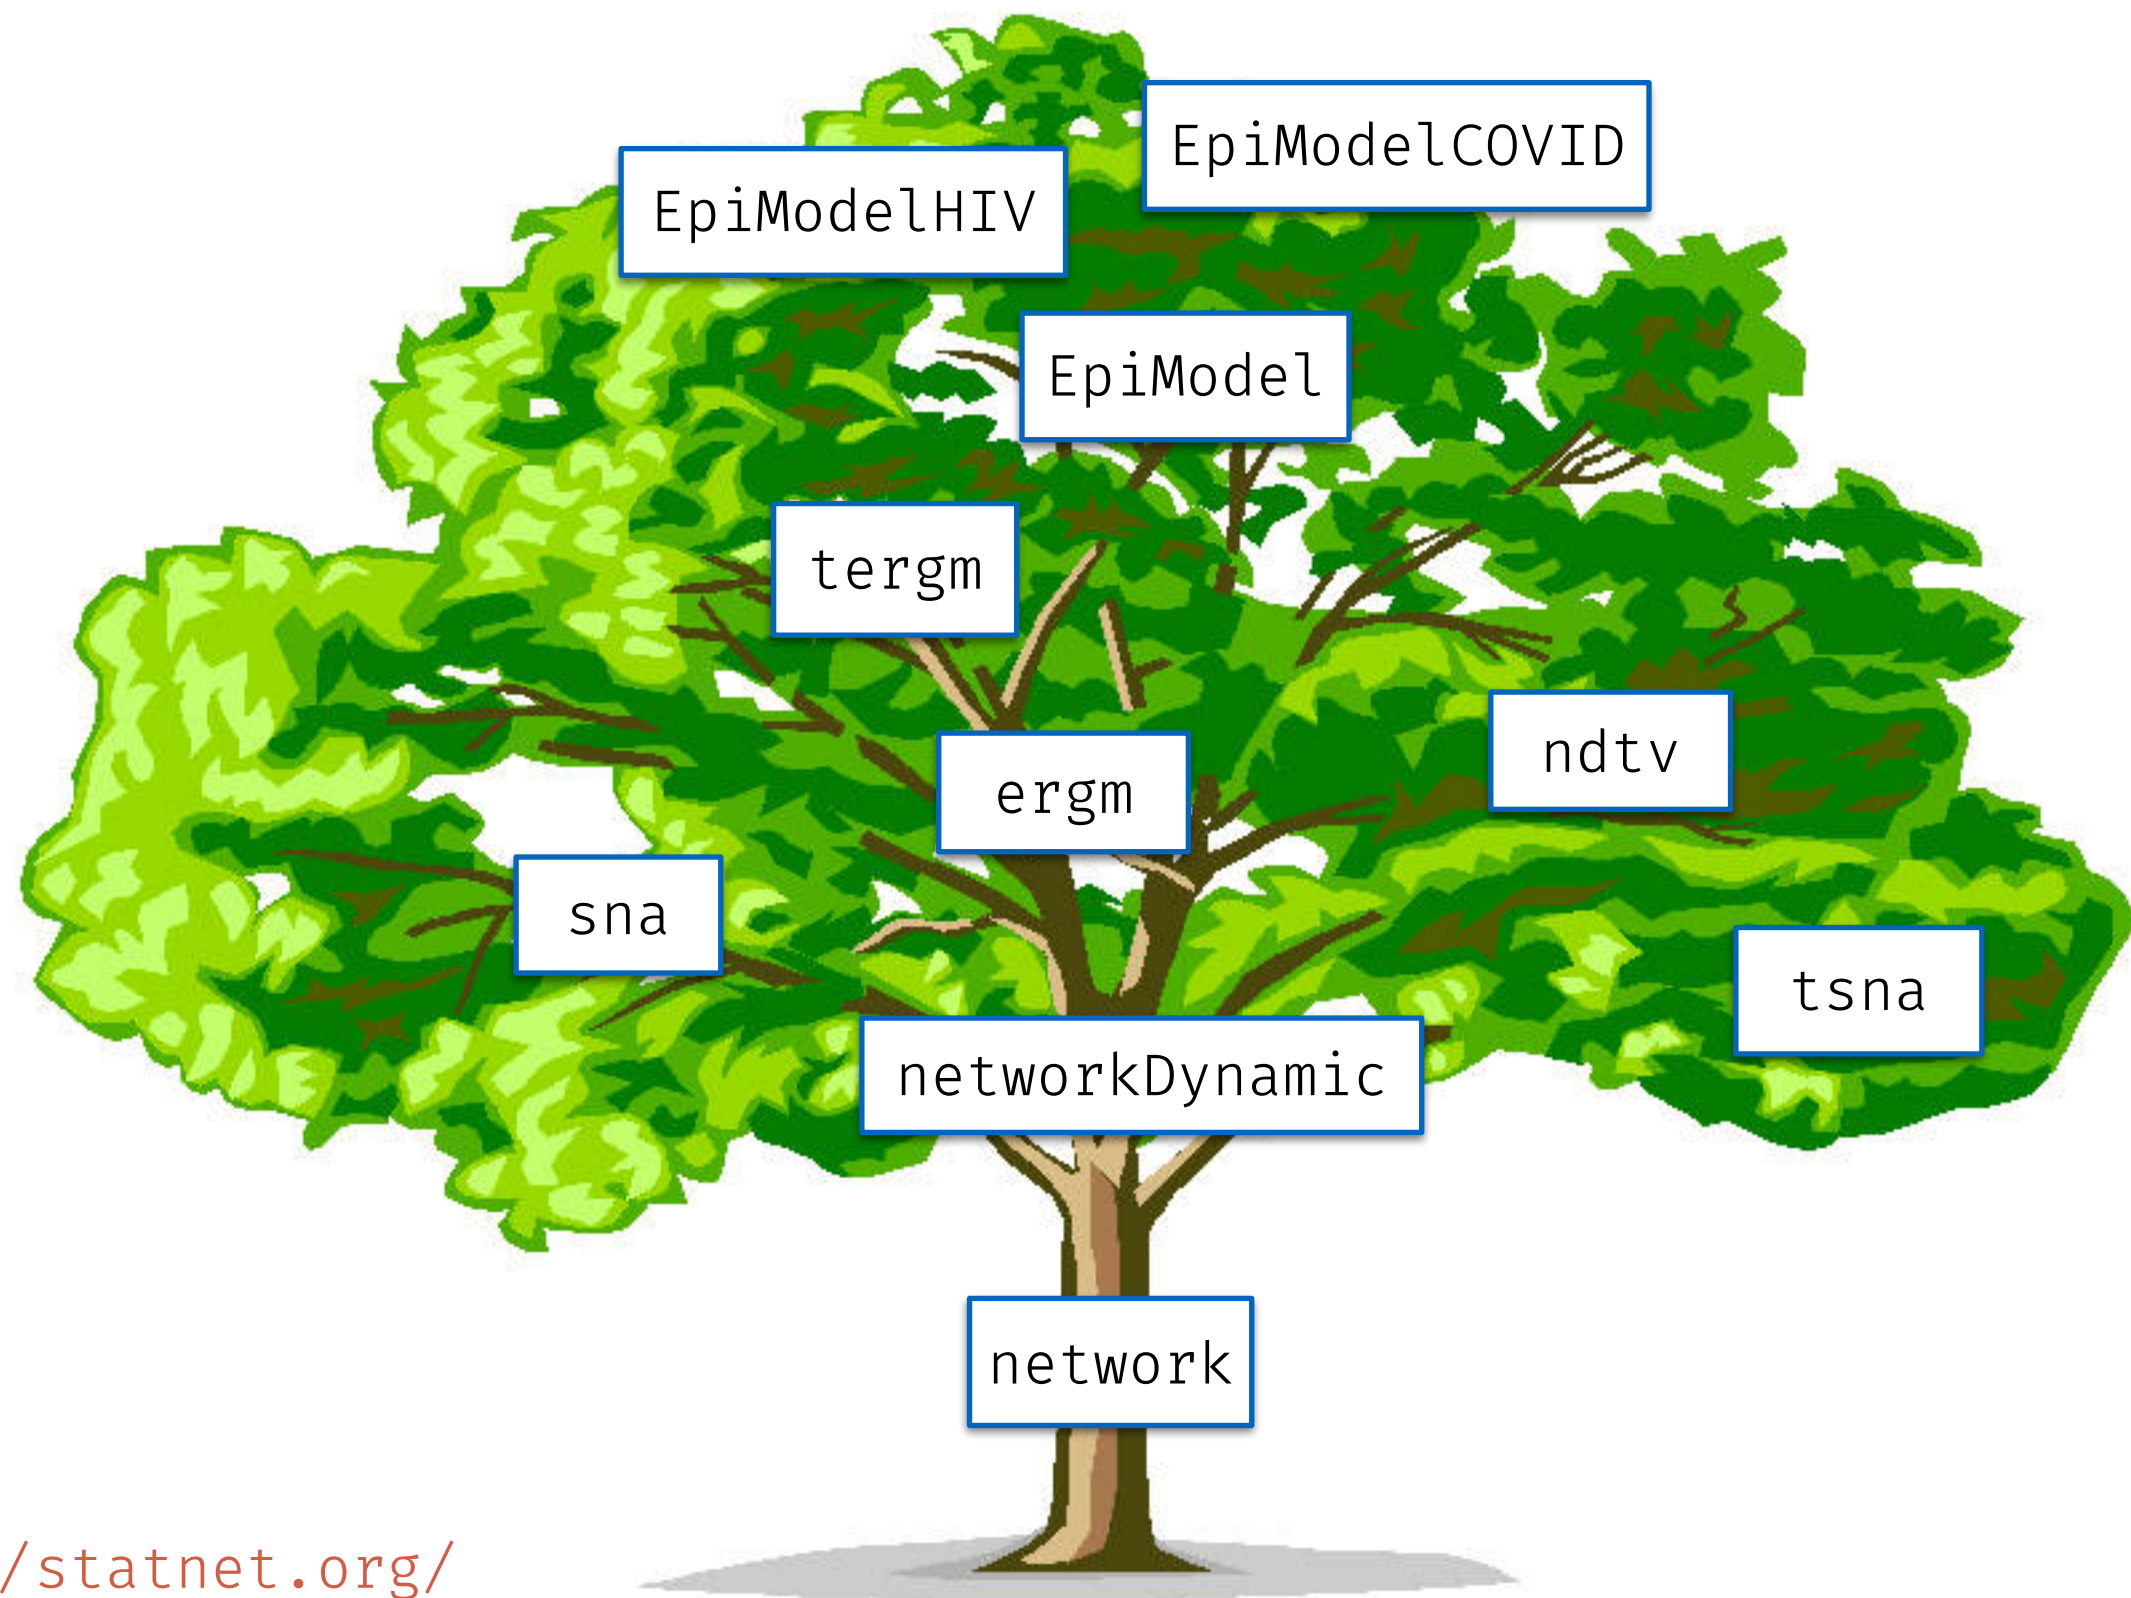 EpiModelCOVID
EpiModelHIV
EpiModel
tergm
ndtv
ergm
sna
tsna
networkDynamic
network
/statnet.org/